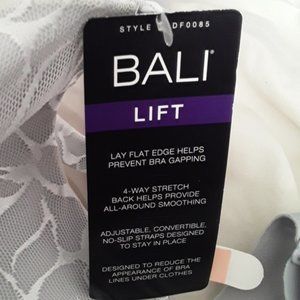 STYLE DF0085
BALI®
LIFT
LAY FLAT EDGE HELPS
PREVENT BRA GAPPING
4-WAY STRETCH
BACK HELPS PROVIDE
ALL-AROUND SMOOTHING
ADJUSTABLE, CONVERTIBLE,
NO-SLIP STRAPS DESIGNED
TO STAY IN PLACE
DESIGNED TO REDUCE THE
APPEARANCE OF BRA
LINES UNDER CLOTHES